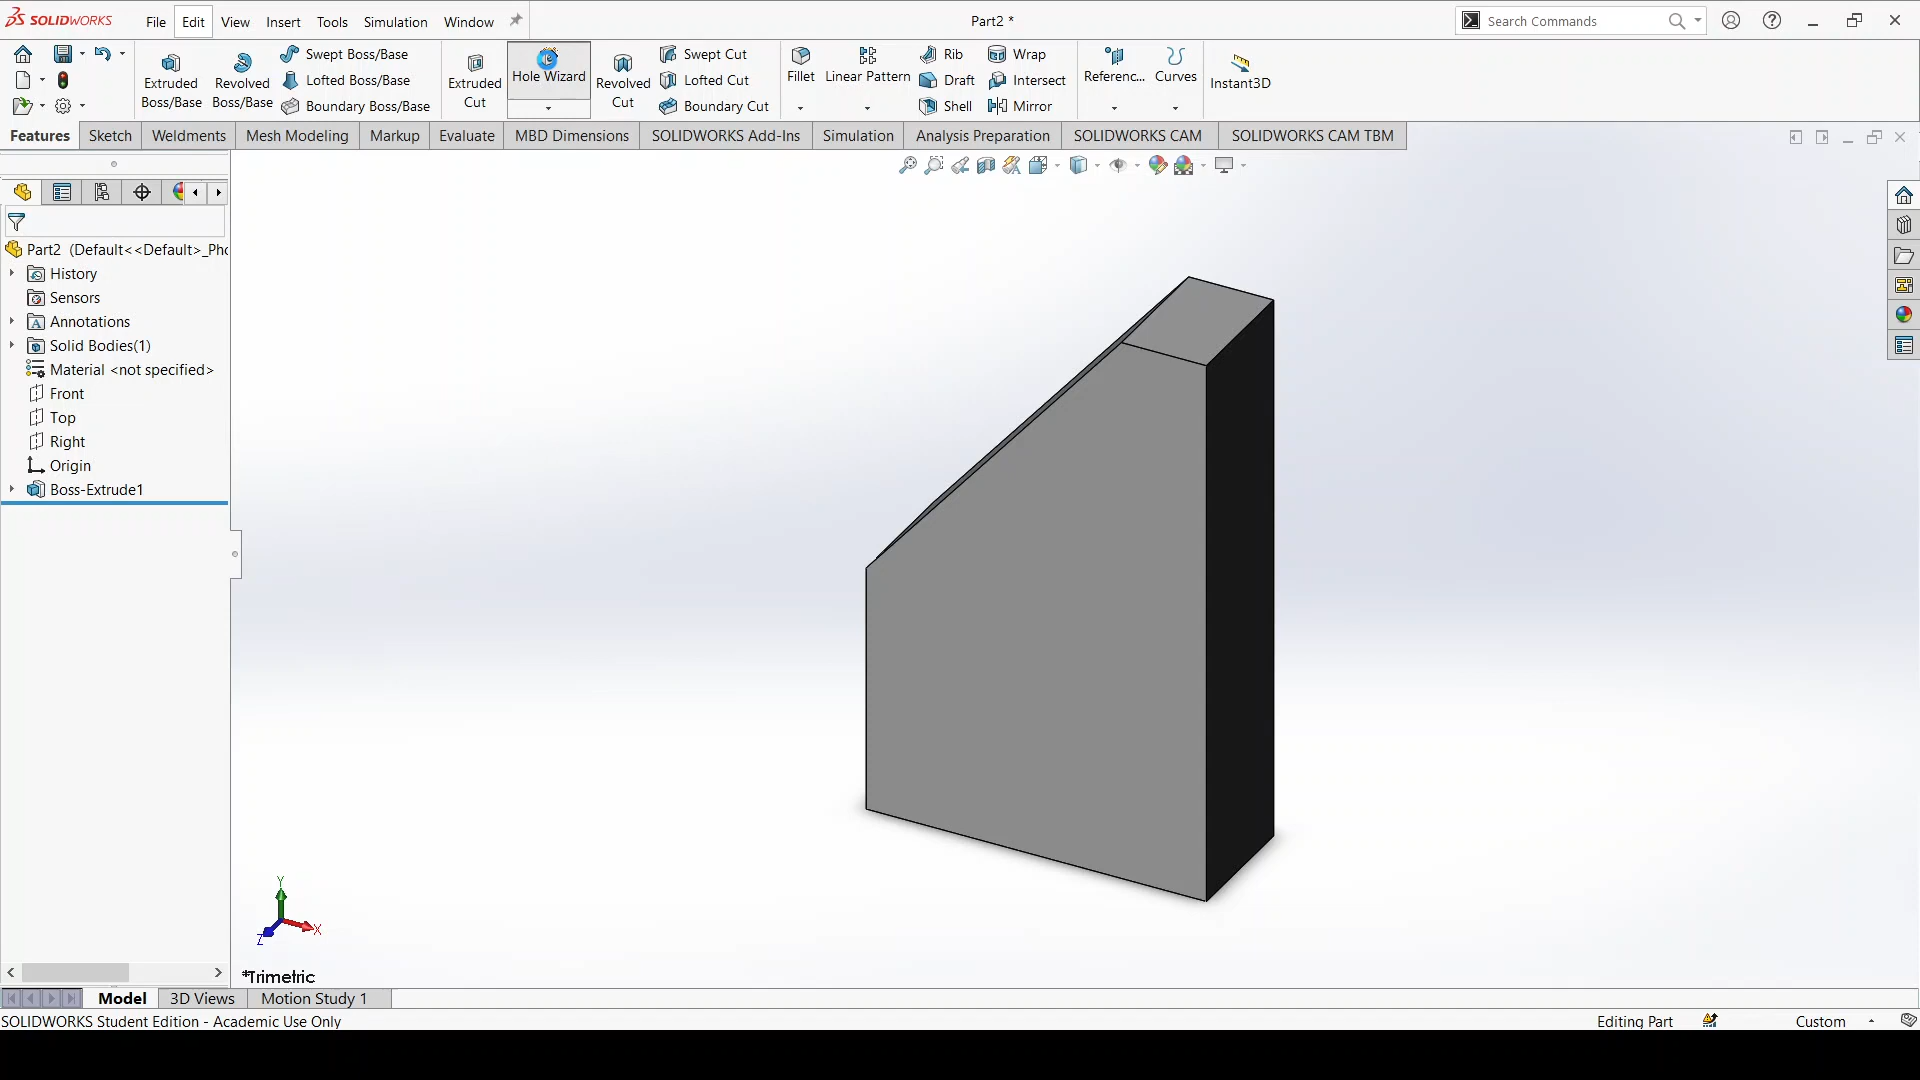 SOLIDWORKS File Edit View Insert Tools Simulation Window Part2 * Search Commands
Extruded Boss/Base
Revolved Boss/Base
Swept Boss/Base
Lofted Boss/Base
Boundary Boss/Base
Extruded Cut
Hole Wizard
Revolved Cut
Swept Cut
Lofted Cut
Boundary Cut
Fillet
Linear Pattern
Rib
Draft
Shell
Wrap
Intersect
Mirror
Referenc...
Curves
Instant3D
Features Sketch Weldments Mesh Modeling Markup Evaluate MBD Dimensions SOLIDWORKS Add-Ins Simulation Analysis Preparation SOLIDWORKS CAM SOLIDWORKS CAM TBM
Part2 (Default<<Default>_Pho
History
Sensors
Annotations
Solid Bodies(1)
Material <not specified>
Front
Top
Right
Origin
Boss-Extrude1
Y
X
Z
*Trimetric
Model 3D Views Motion Study 1
SOLIDWORKS Student Edition - Academic Use Only Editing Part Custom